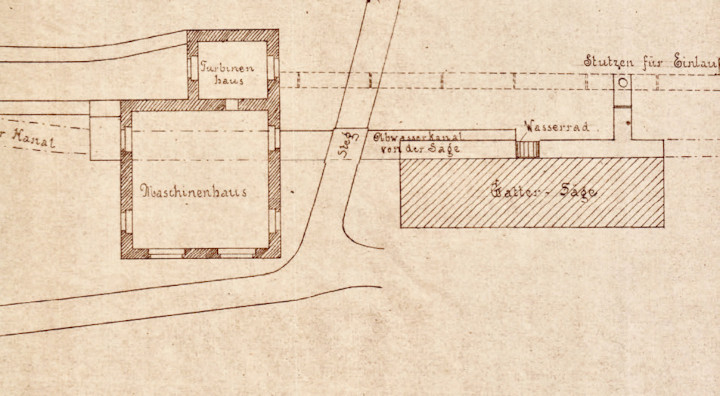 Turbinen
haus
Stutzen für Einlauf
Wasserrad
Abwasserkanal
von der Säge
Steg
r Kanal
Maschinenhaus
Gatter-Säge